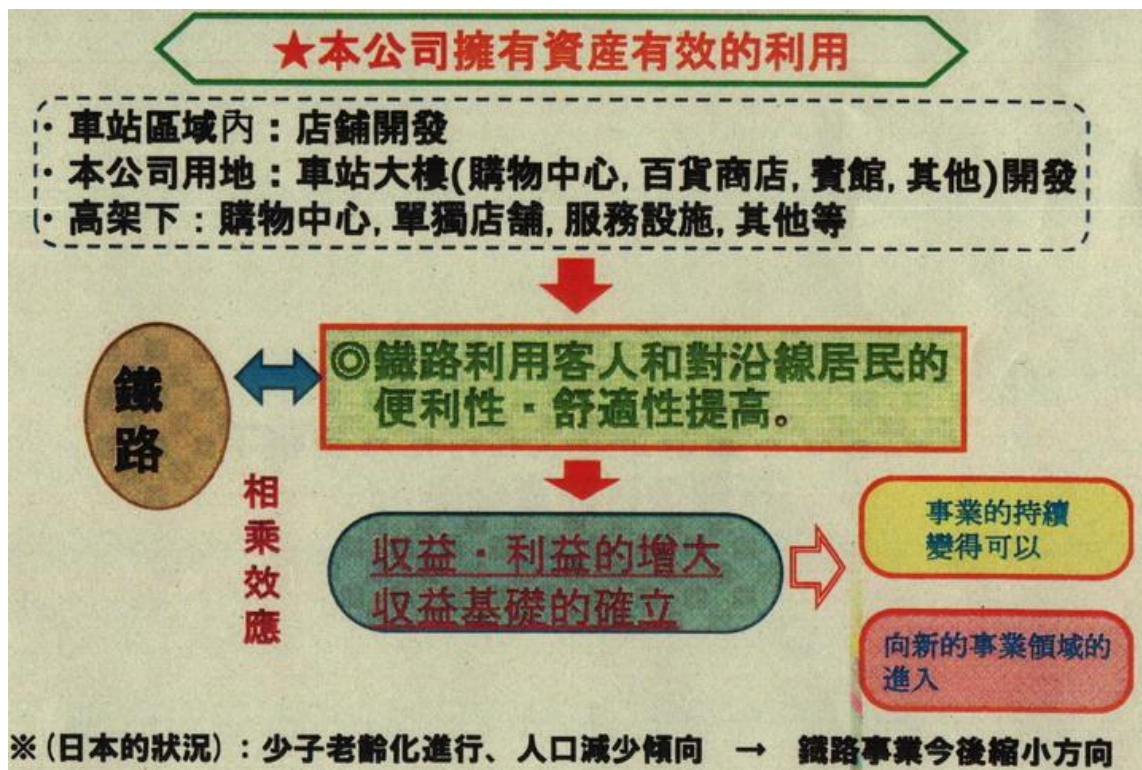 ★本公司擁有資産有效的利用
・車站區域內：店鋪開發
・本公司用地：車站大樓(購物中心, 百貨商店, 賓館, 其他)開發
・高架下：購物中心, 單獨店舖, 服務設施, 其他等
◎鐵路利用客人和對沿線居民的
便利性・舒適性提高。
鐵路
相乘效應
収益・利益的增大
収益基礎的確立
事業的持續
變得可以
向新的事業領域的
進入
※(日本的狀況)：少子老齡化進行、人口減少傾向 → 鐵路事業今後縮小方向